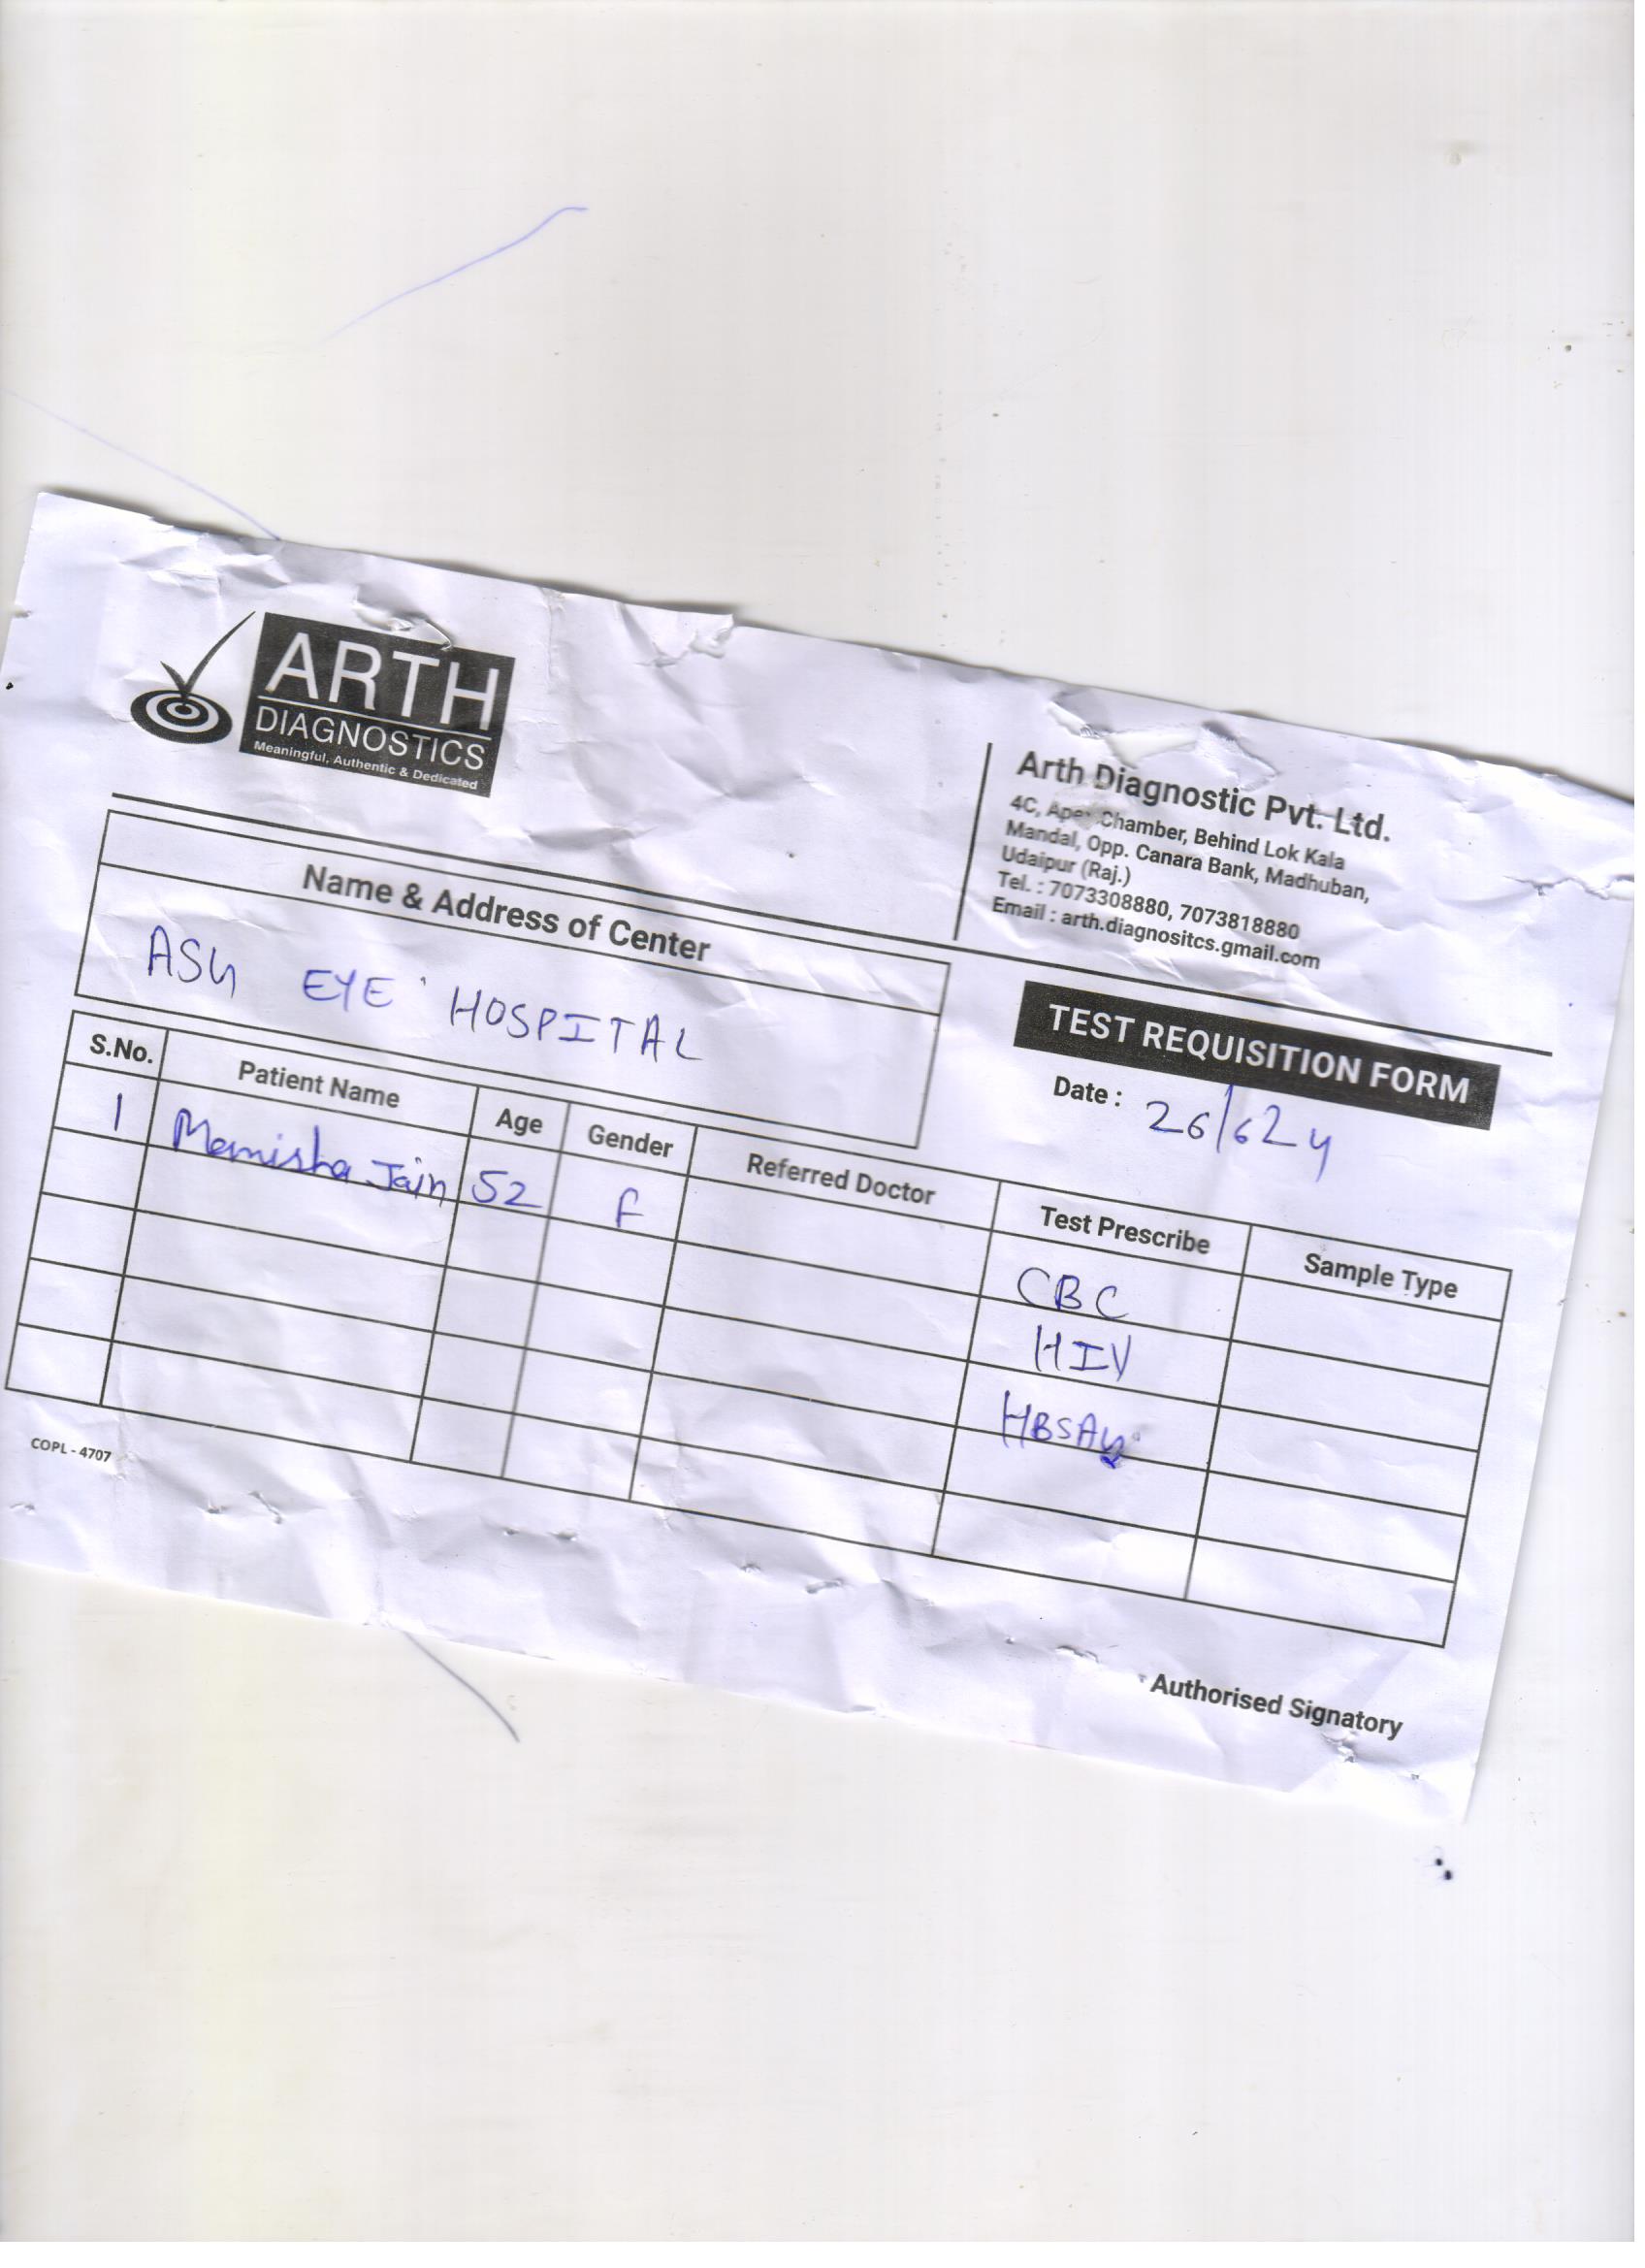 ARTH
DIAGNOSTICS
Meaningful, Authentic & Dedicated
Arth Diagnostic Pvt. Ltd.
4C, Apex Chamber, Behind Lok Kala
Mandal, Opp. Canara Bank, Madhuban,
Udaipur (Raj.)
Tel. : 7073308880, 7073818880
Email : arth.diagnositcs.gmail.com
Name & Address of Center
ASG EYE HOSPITAL
TEST REQUISITION FORM
Date : 26/624
S.No. Patient Name Age Gender Referred Doctor Test Prescribe Sample Type
1 Manisha Jain 52 F CBC
HIV
HBSAg
COPL - 4707
Authorised Signatory